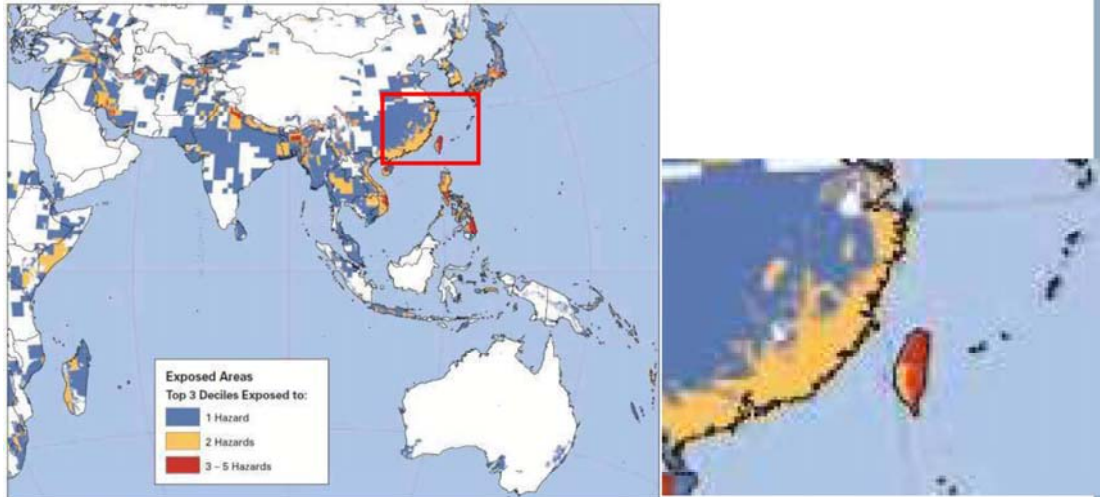 Exposed Areas
Top 3 Deciles Exposed to:
1 Hazard
2 Hazards
3 – 5 Hazards